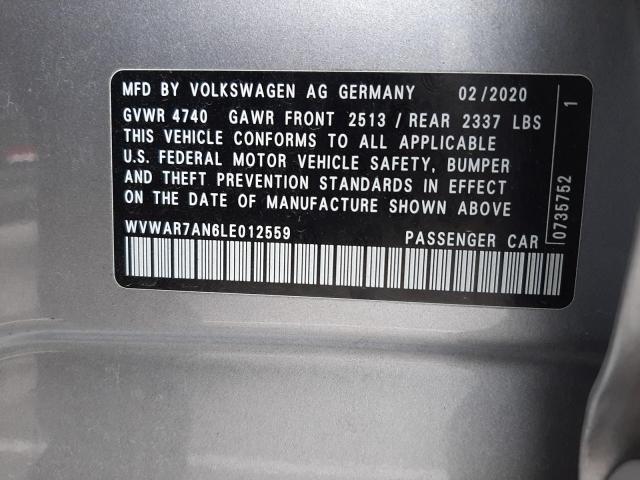 MFD BY VOLKSWAGEN AG GERMANY 02/2020
GVWR 4740 GAWR FRONT 2513 / REAR 2337 LBS
THIS VEHICLE CONFORMS TO ALL APPLICABLE
U.S. FEDERAL MOTOR VEHICLE SAFETY, BUMPER
AND THEFT PREVENTION STANDARDS IN EFFECT
ON THE DATE OF MANUFACTURE SHOWN ABOVE
WVWAR7AN6LE012559 PASSENGER CAR
0735752 1